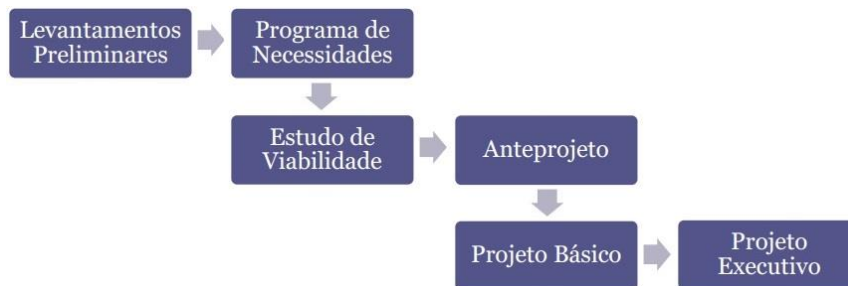 Levantamentos
Preliminares
Programa de
Necessidades
Estudo de
Viabilidade
Anteprojeto
Projeto Básico
Projeto
Executivo